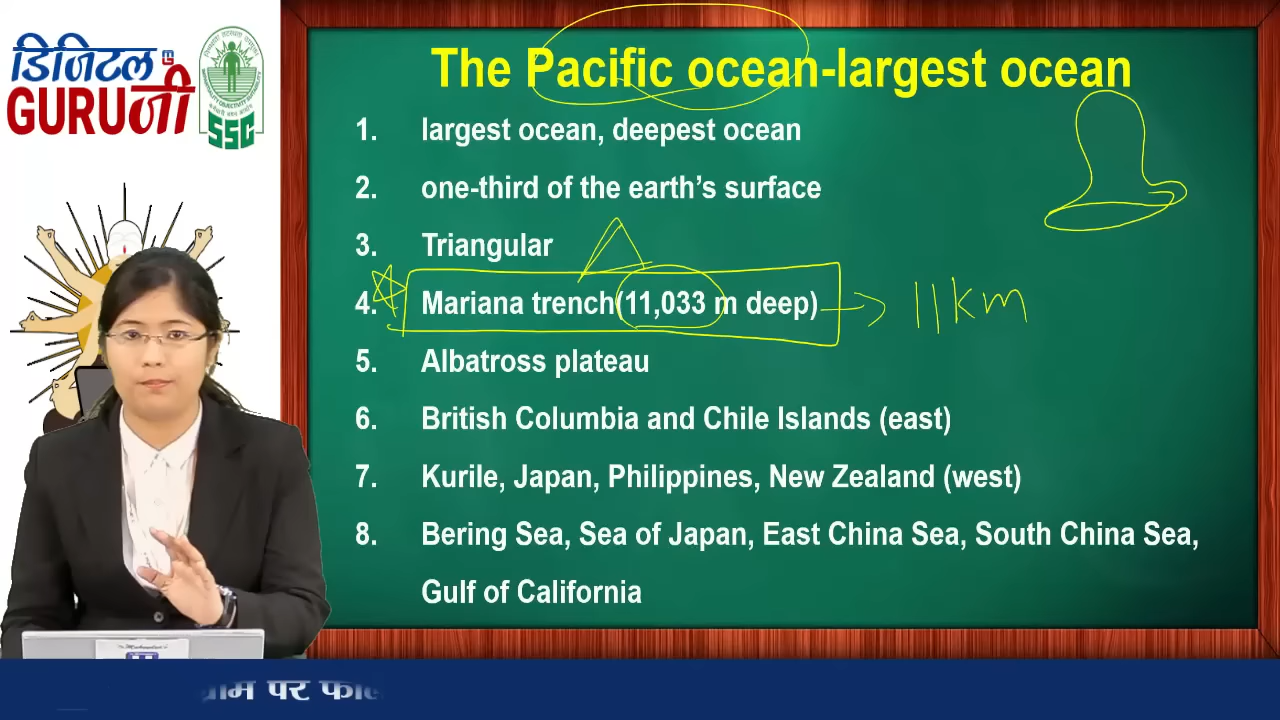 डिजिटल
GURUजी
SSC
The Pacific ocean-largest ocean
1. largest ocean, deepest ocean
2. one-third of the earth’s surface
3. Triangular
4. Mariana trench(11,033 m deep) → 11km
5. Albatross plateau
6. British Columbia and Chile Islands (east)
7. Kurile, Japan, Philippines, New Zealand (west)
8. Bering Sea, Sea of Japan, East China Sea, South China Sea,
Gulf of California
पर